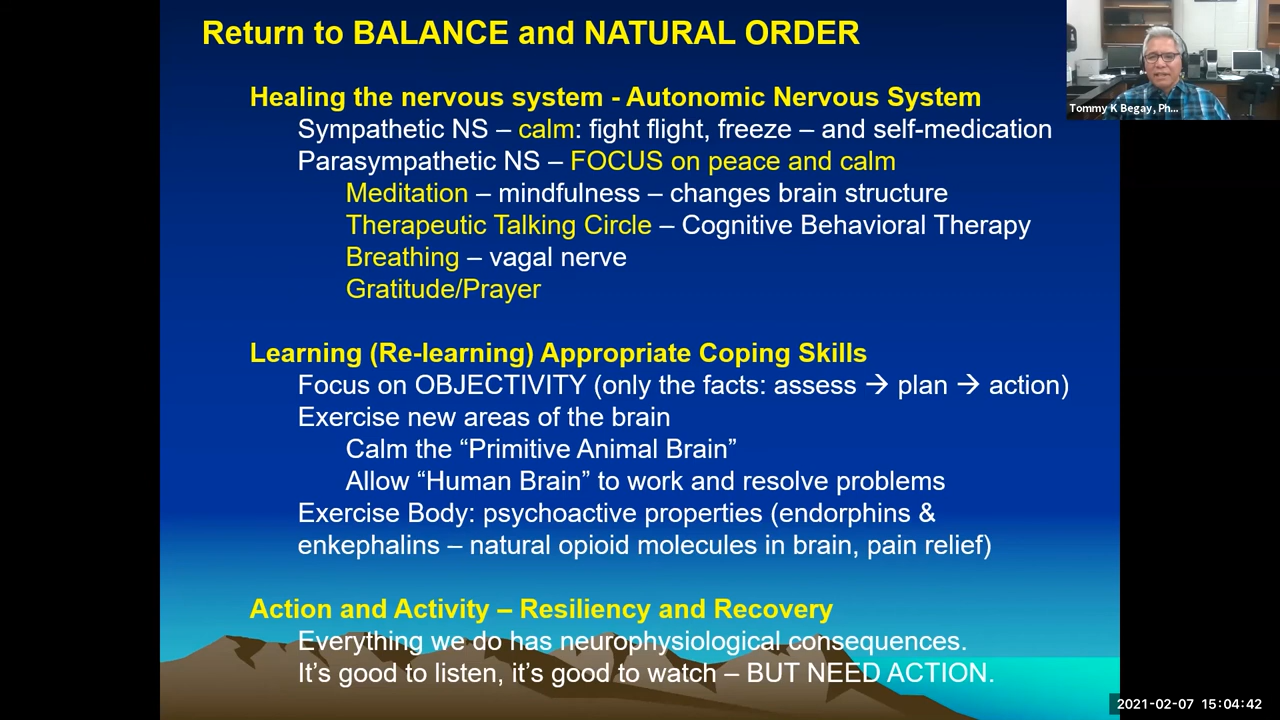 Return to BALANCE and NATURAL ORDER
Tommy K Begay, Ph...
Healing the nervous system - Autonomic Nervous System
Sympathetic NS – calm: fight flight, freeze – and self-medication
Parasympathetic NS – FOCUS on peace and calm
Meditation – mindfulness – changes brain structure
Therapeutic Talking Circle – Cognitive Behavioral Therapy
Breathing – vagal nerve
Gratitude/Prayer
Learning (Re-learning) Appropriate Coping Skills
Focus on OBJECTIVITY (only the facts: assess → plan → action)
Exercise new areas of the brain
Calm the “Primitive Animal Brain”
Allow “Human Brain” to work and resolve problems
Exercise Body: psychoactive properties (endorphins &
enkephalins – natural opioid molecules in brain, pain relief)
Action and Activity – Resiliency and Recovery
Everything we do has neurophysiological consequences.
It’s good to listen, it’s good to watch – BUT NEED ACTION.
2021-02-07 15:04:42